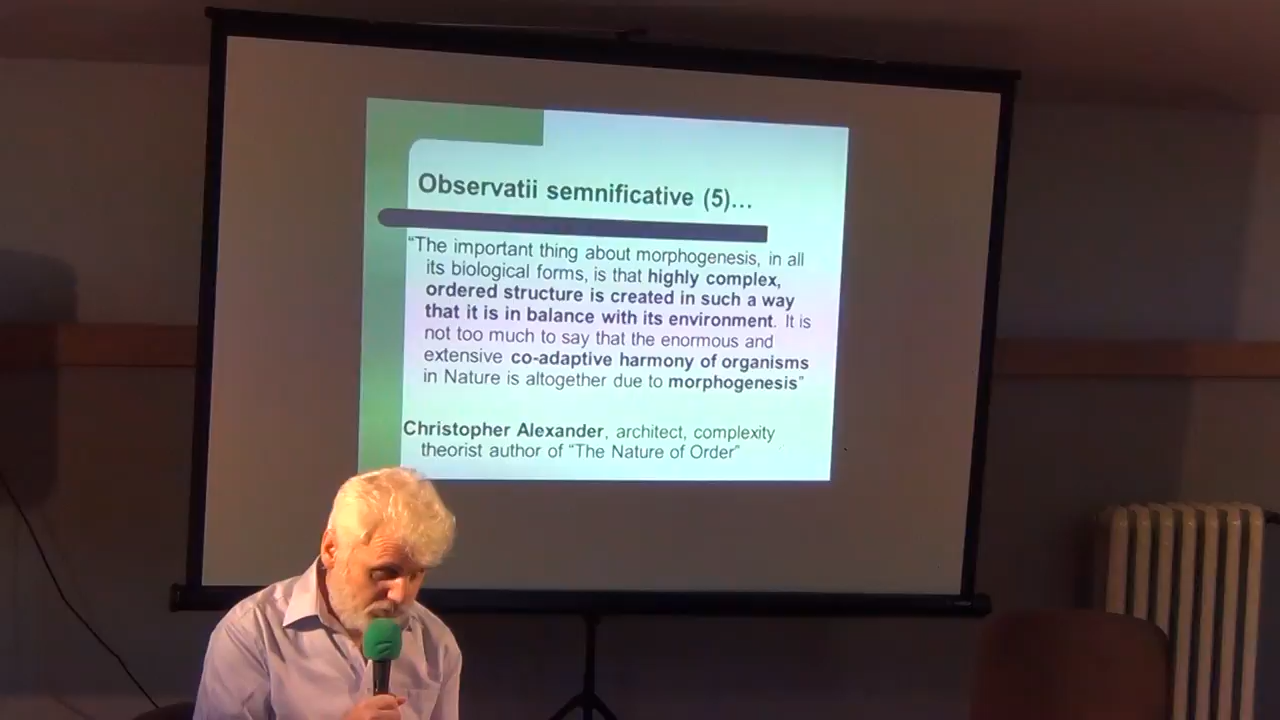 Observatii semnificative (5)...
“The important thing about morphogenesis, in all
its biological forms, is that highly complex,
ordered structure is created in such a way
that it is in balance with its environment. It is
not too much to say that the enormous and
extensive co-adaptive harmony of organisms
in Nature is altogether due to morphogenesis”
Christopher Alexander, architect, complexity
theorist author of “The Nature of Order”